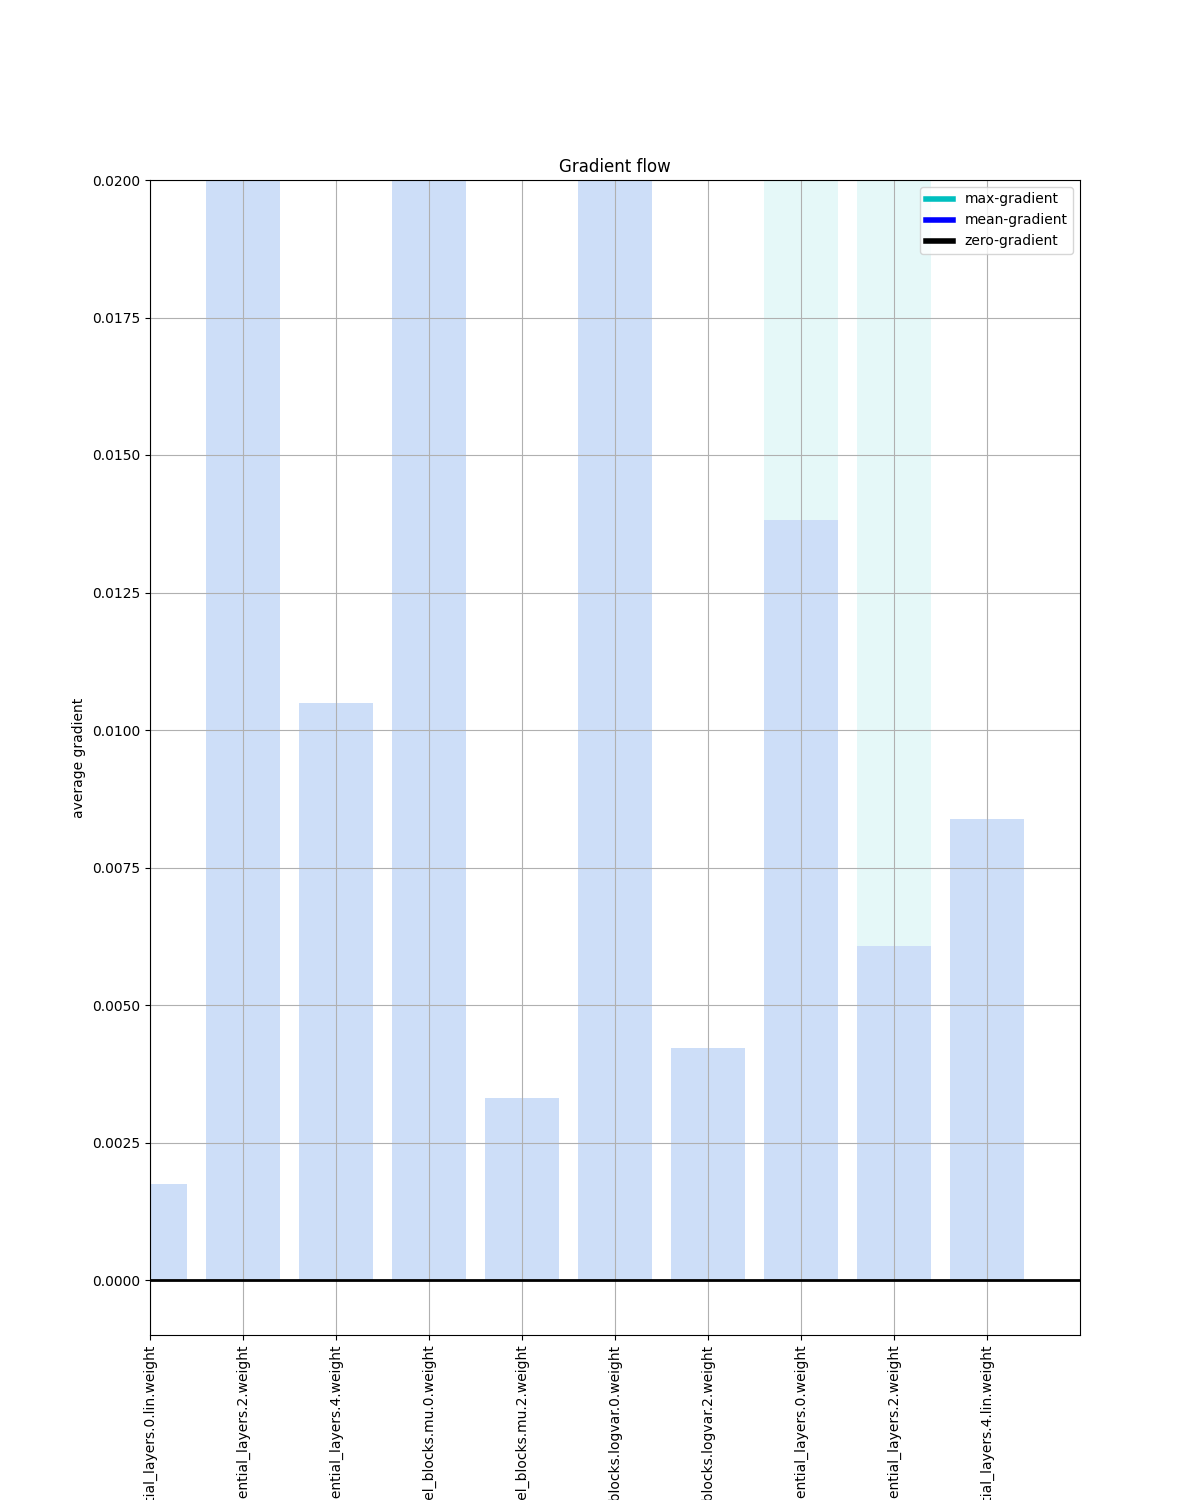 Gradient flow
max-gradient
mean-gradient
zero-gradient
average gradient
0.0200
0.0175
0.0150
0.0125
0.0100
0.0075
0.0050
0.0025
0.0000
tial_layers.0.lin.weight
ential_layers.2.weight
ential_layers.4.weight
el_blocks.mu.0.weight
el_blocks.mu.2.weight
blocks.logvar.0.weight
blocks.logvar.2.weight
ential_layers.0.weight
ential_layers.2.weight
tial_layers.4.lin.weight